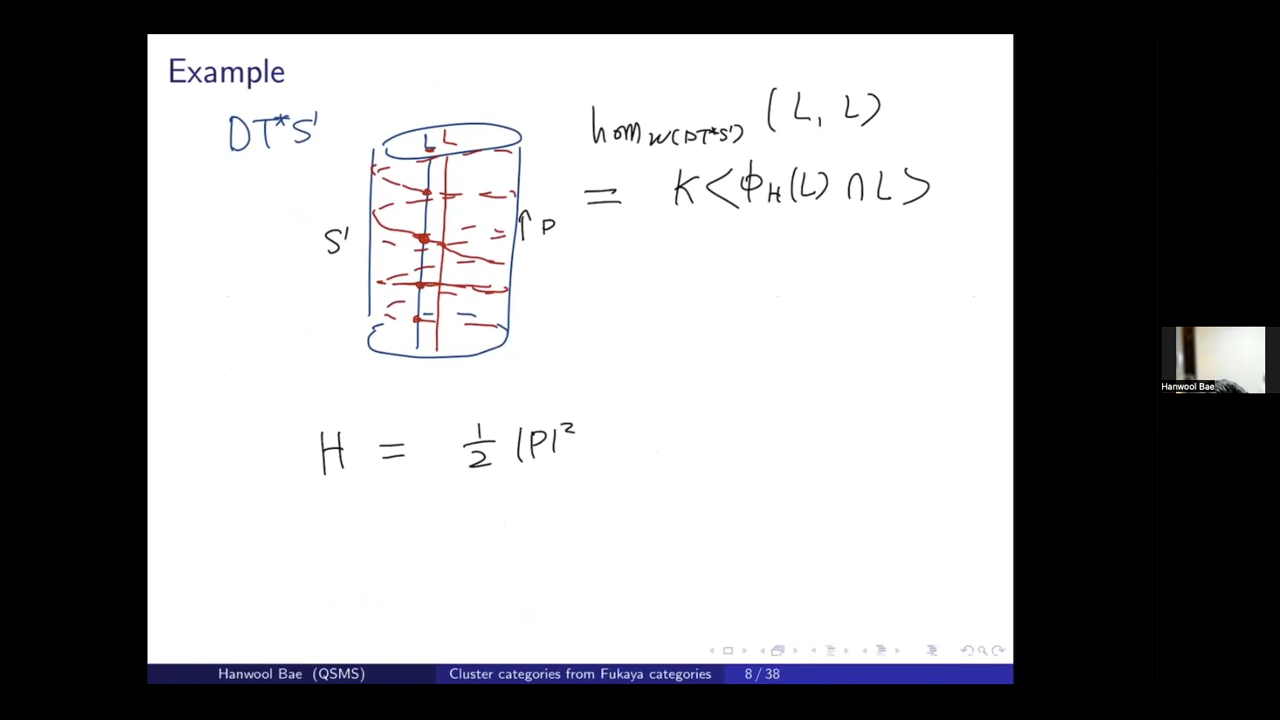 Example
DT*S¹
L L
hom_W(DT*S¹) (L, L)
= K<ϕ_H(L) ∩ L>
S¹
↑ P
H = 1/2 |P|²
Hanwool Bae
Hanwool Bae (QSMS) Cluster categories from Fukaya categories 8 / 38